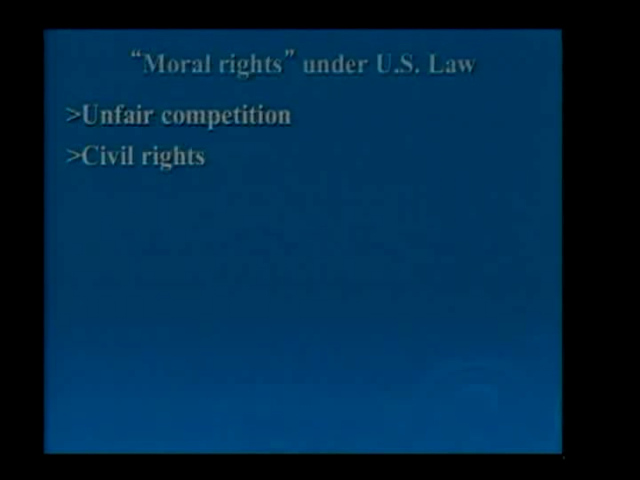 “Moral rights” under U.S. Law
>Unfair competition
>Civil rights